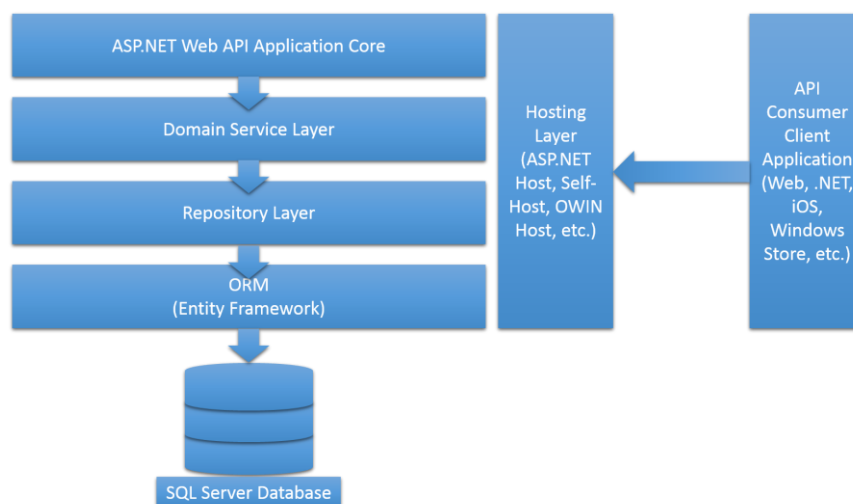 ASP.NET Web API Application Core
Domain Service Layer
Repository Layer
ORM
(Entity Framework)
SQL Server Database
Hosting
Layer
(ASP.NET
Host, Self-
Host, OWIN
Host, etc.)
API
Consumer
Client
Application
(Web, .NET,
iOS,
Windows
Store, etc.)